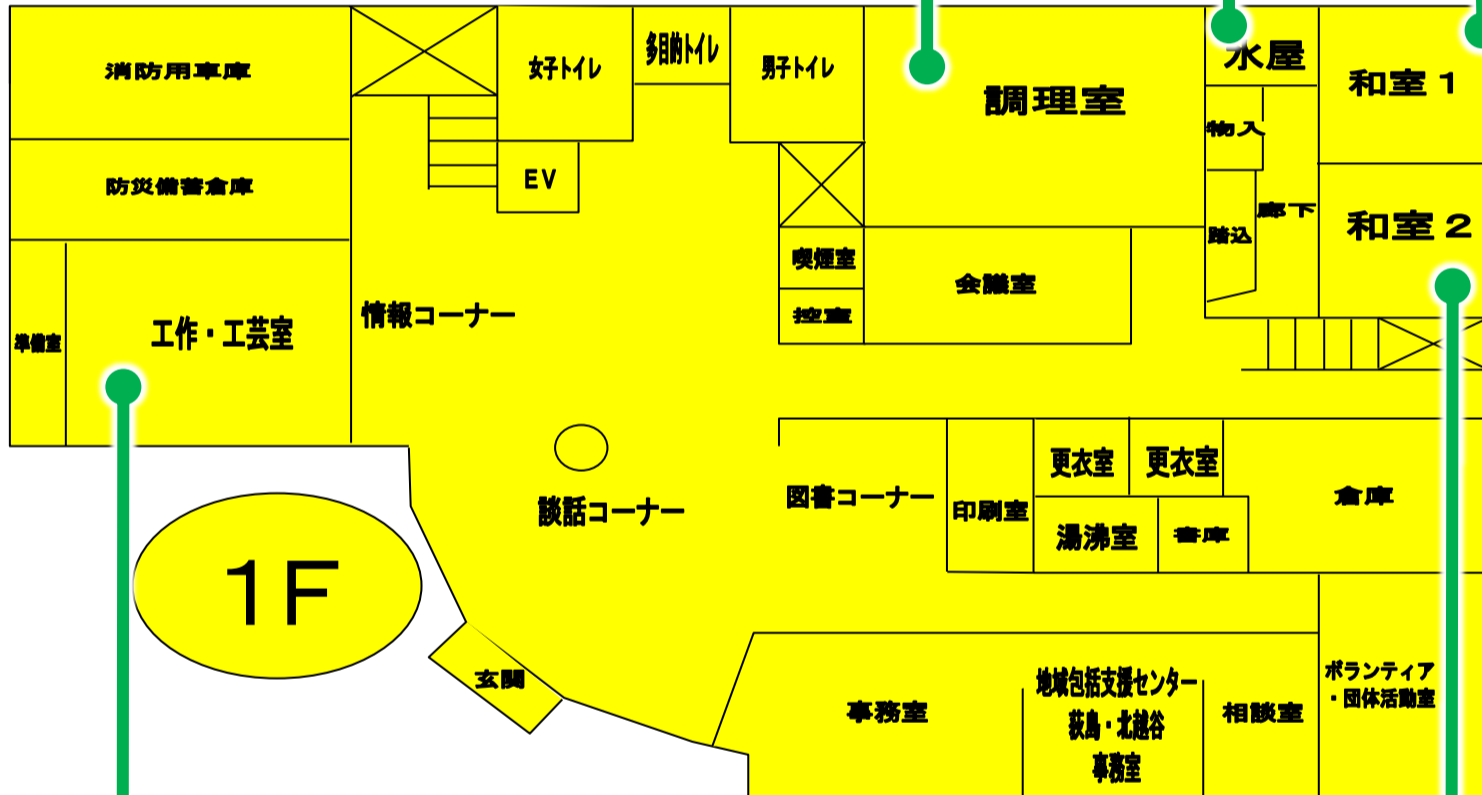 消防用車庫
女子トイレ
多目的トイレ
男子トイレ
調理室
水屋
和室1
物入
防災備蓄倉庫
EV
踏込
廊下
和室2
喫煙室
控室
会議室
準備室
工作・工芸室
情報コーナー
談話コーナー
図書コーナー
印刷室
更衣室
更衣室
湯沸室
書庫
倉庫
1F
玄関
事務室
地域包括支援センター
荻島・北越谷
事務室
相談室
ボランティア
・団体活動室